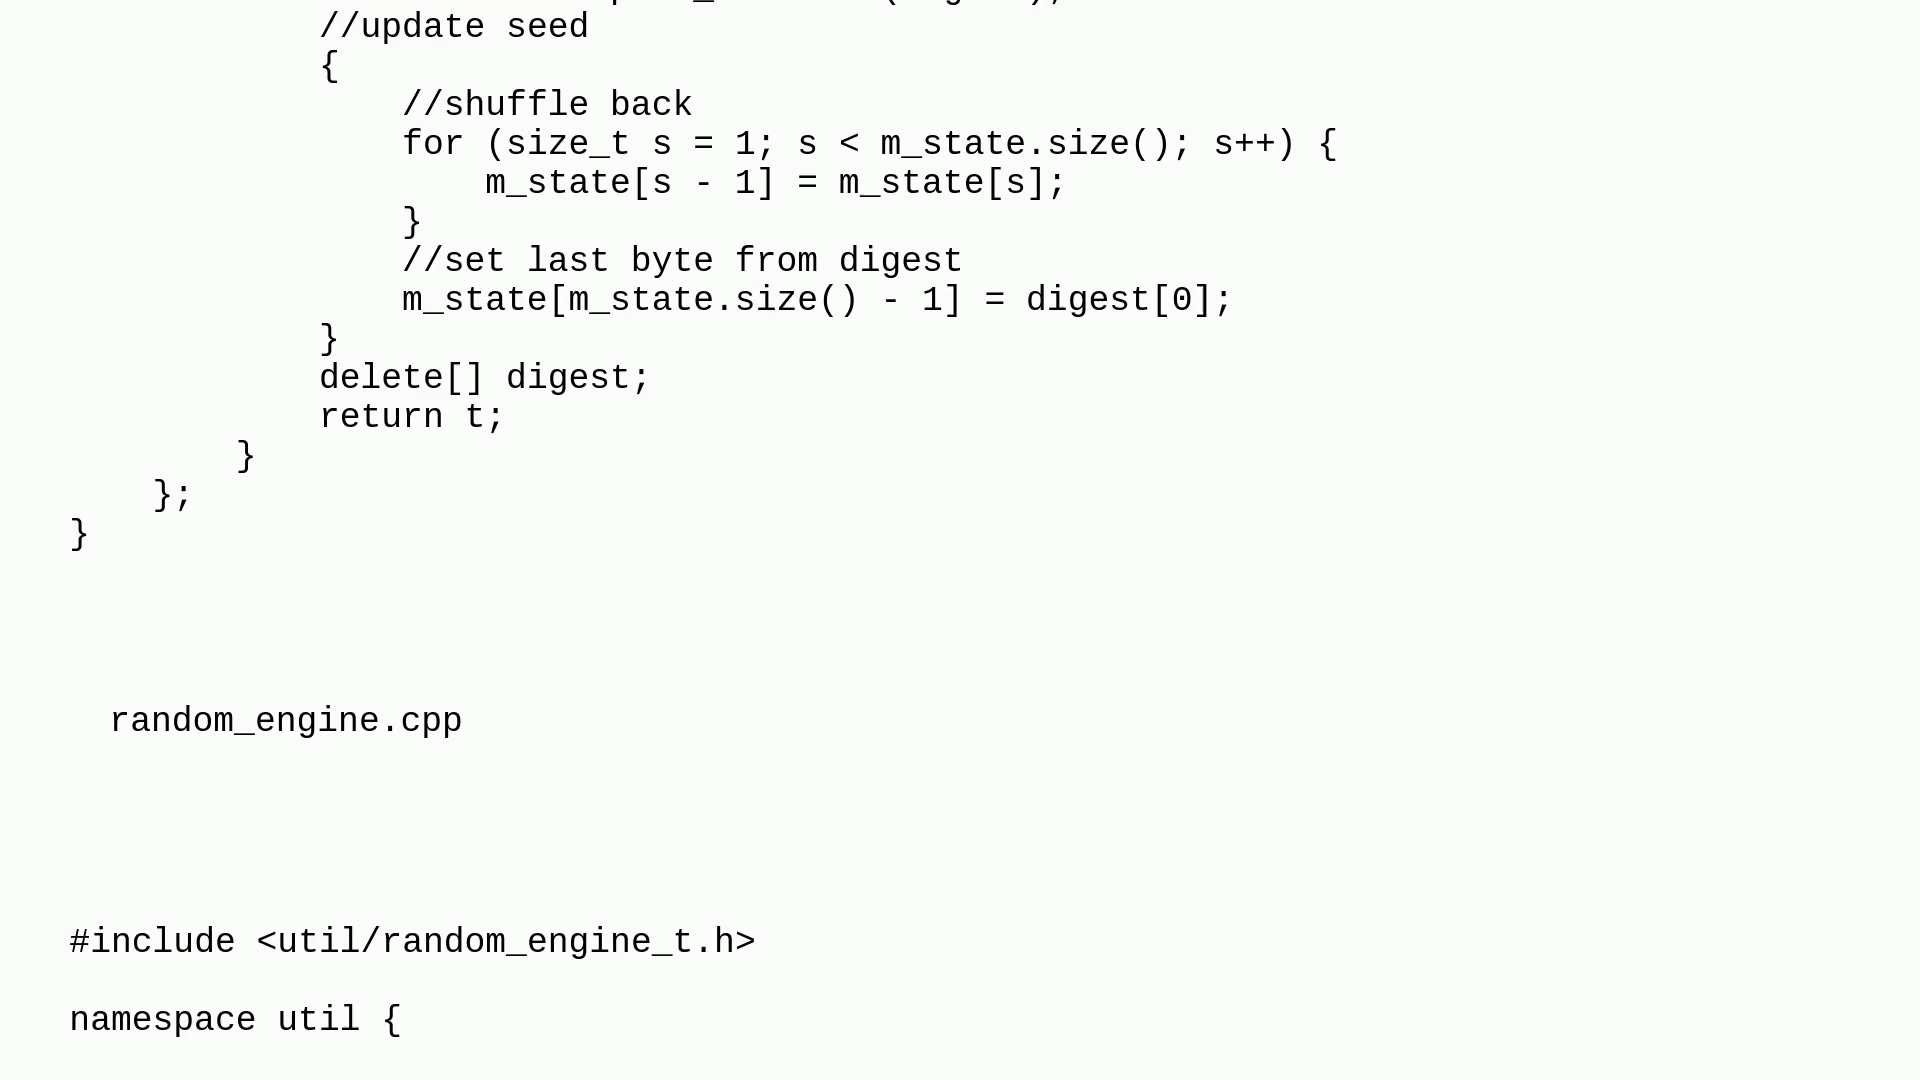 //update seed
{
//shuffle back
for (size_t s = 1; s < m_state.size(); s++) {
m_state[s - 1] = m_state[s];
}
//set last byte from digest
m_state[m_state.size() - 1] = digest[0];
}
delete[] digest;
return t;
}
};
}
random_engine.cpp
#include <util/random_engine_t.h>
namespace util {